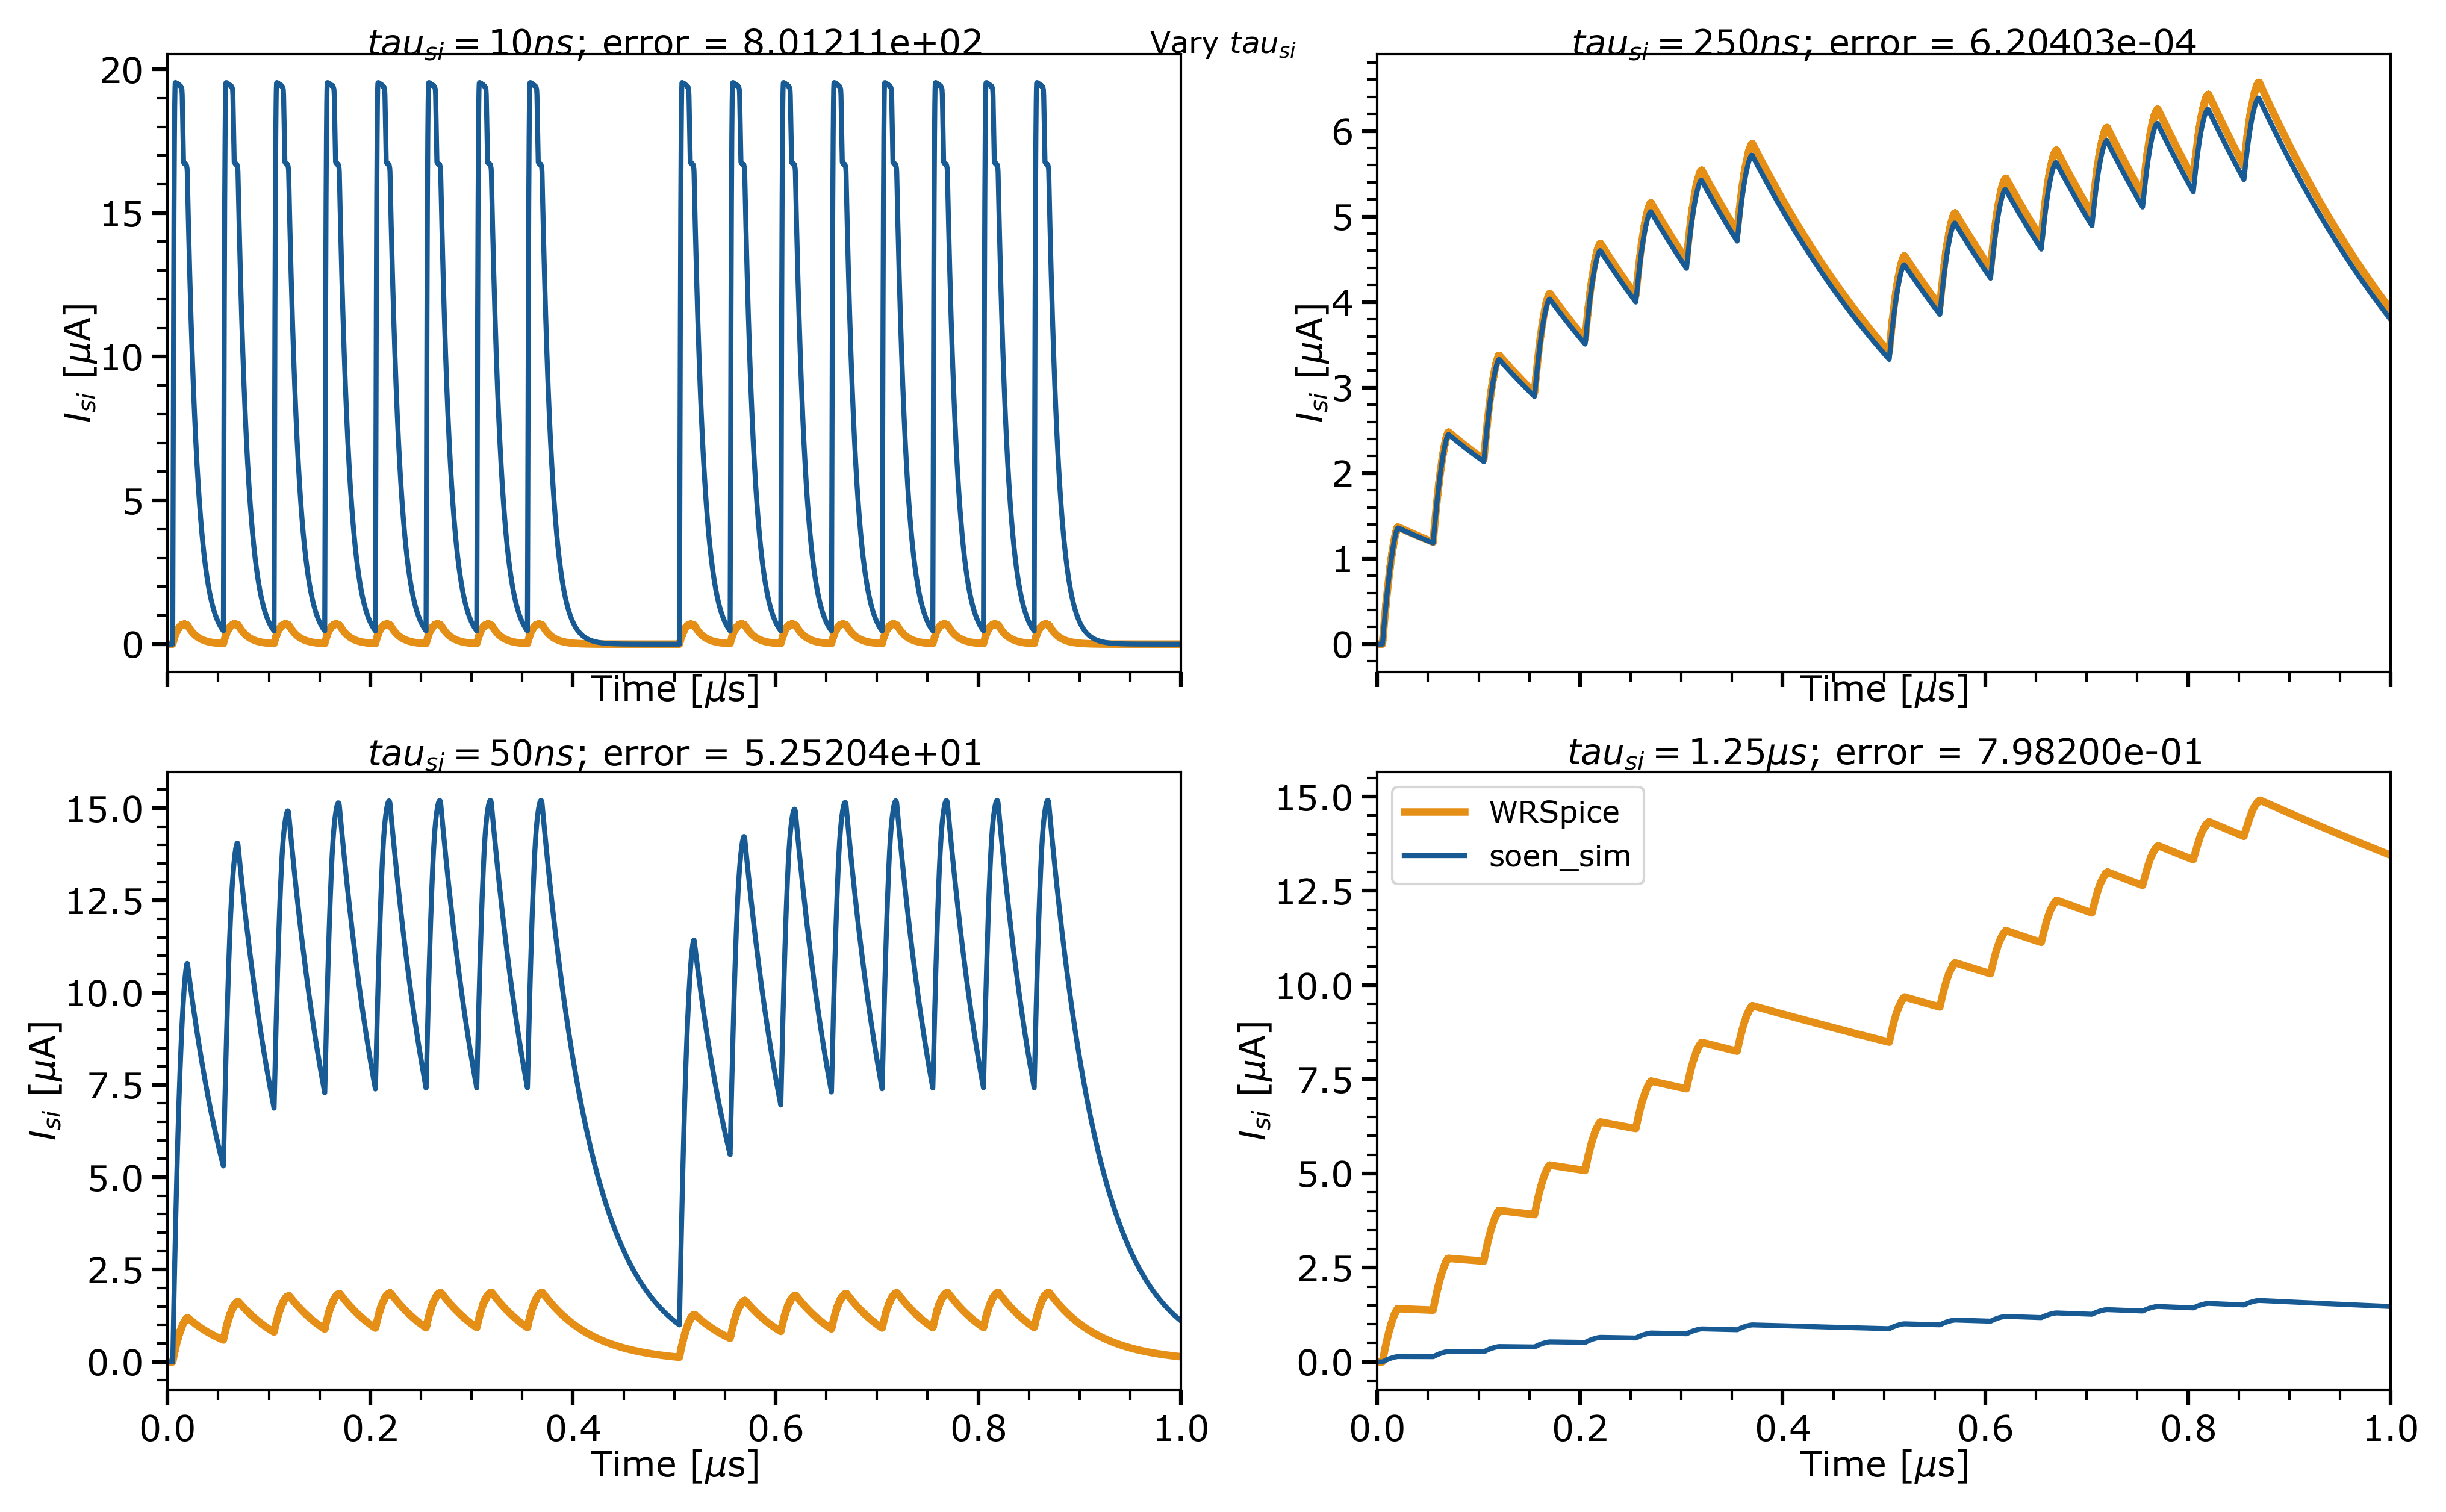 Vary tau_si
tau_si = 10ns; error = 8.01211e+02
20
15
10
5
0
I_si [μA]
Time [μs]
tau_si = 250ns; error = 6.20403e-04
6
5
4
3
2
1
0
I_si [μA]
Time [μs]
tau_si = 50ns; error = 5.25204e+01
15.0
12.5
10.0
7.5
5.0
2.5
0.0
I_si [μA]
0.0 0.2 0.4 0.6 0.8 1.0
Time [μs]
tau_si = 1.25μs; error = 7.98200e-01
WRSpice
soen_sim
15.0
12.5
10.0
7.5
5.0
2.5
0.0
I_si [μA]
0.0 0.2 0.4 0.6 0.8 1.0
Time [μs]